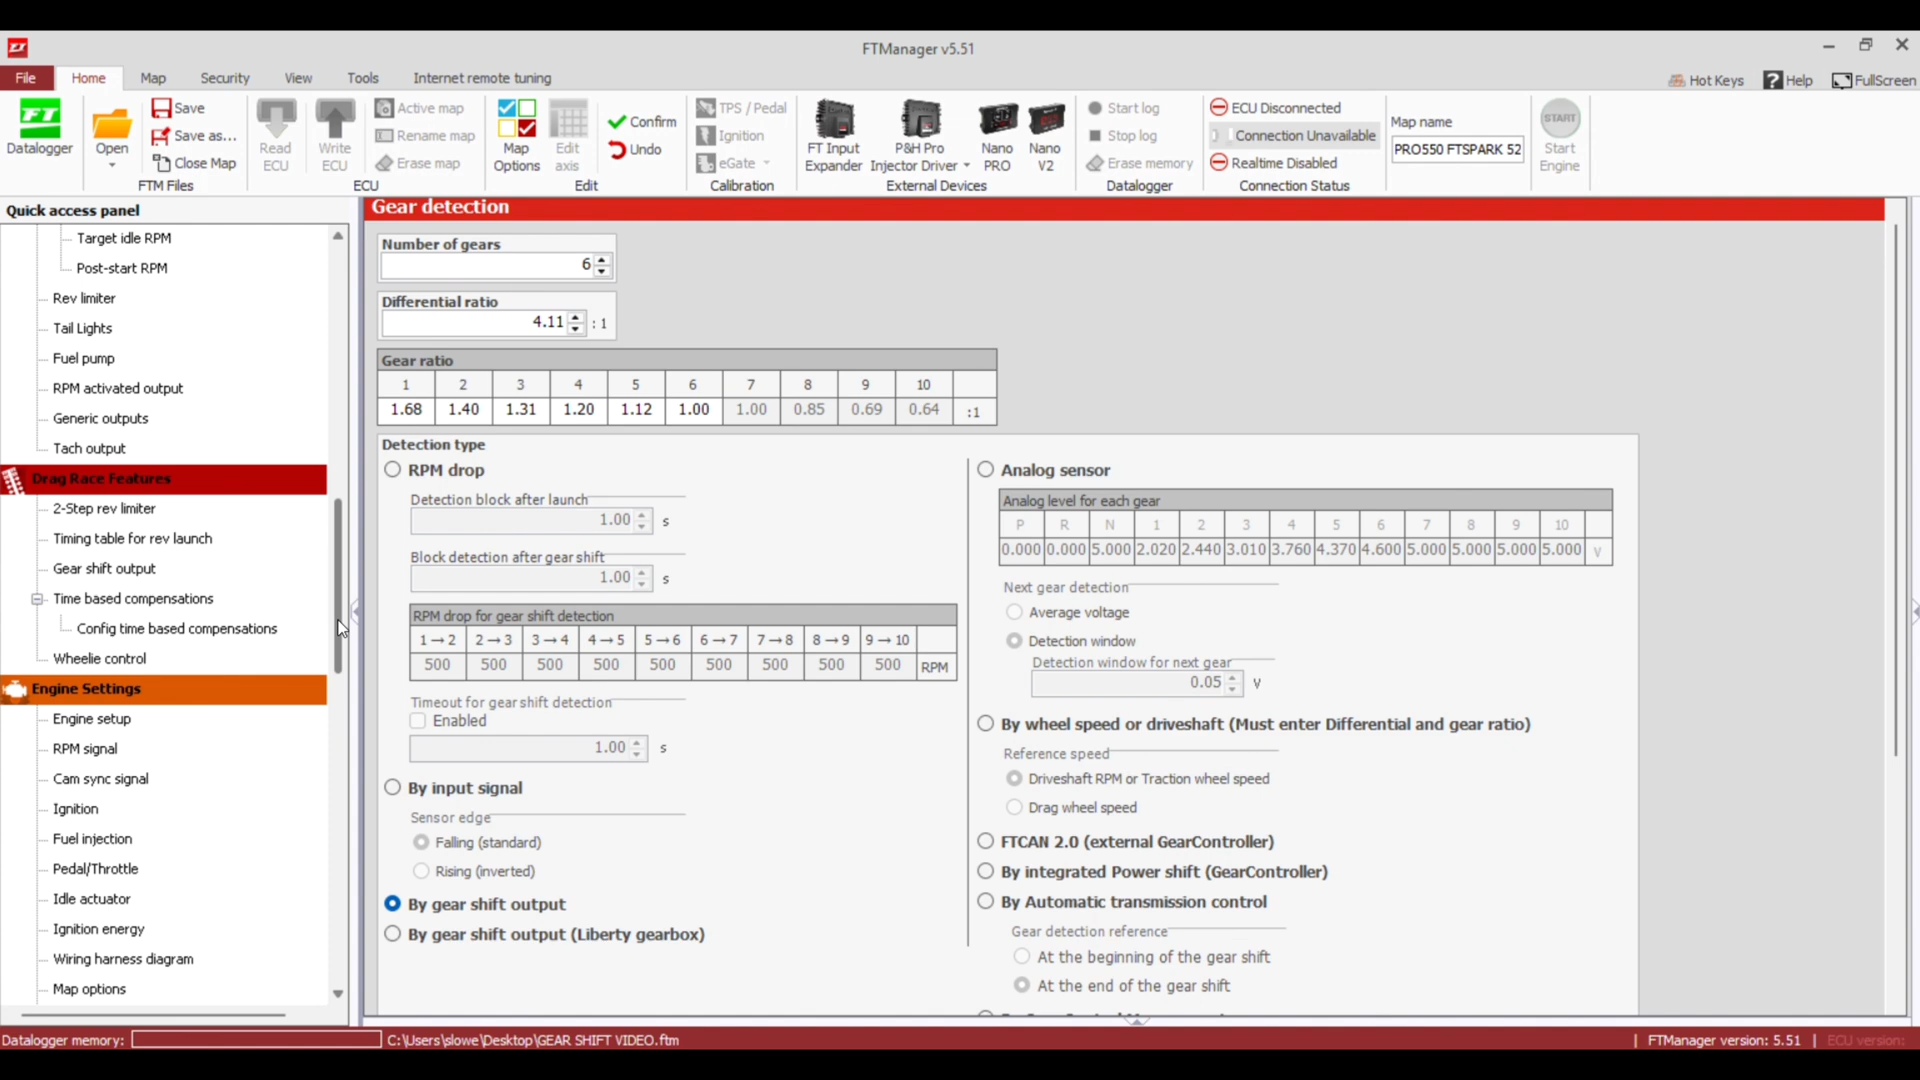 FTManager v5.51
File Home Map Security View Tools Internet remote tuning Hot Keys Help FullScreen
Datalogger
Open
Save
Save as...
Close Map
FTM Files
Read ECU
Write ECU
Active map
Rename map
Erase map
ECU
Map Options
Edit axis
Confirm
Undo
Edit
TPS / Pedal
Ignition
eGate
Calibration
FT Input Expander
P&H Pro Injector Driver
Nano PRO
Nano V2
External Devices
Start log
Stop log
Erase memory
Datalogger
ECU Disconnected
Connection Unavailable
Realtime Disabled
Connection Status
Map name
PRO550 FTSPARK 52
START
Start Engine
Quick access panel
Target idle RPM
Post-start RPM
Rev limiter
Tail Lights
Fuel pump
RPM activated output
Generic outputs
Tach output
Drag Race Features
2-Step rev limiter
Timing table for rev launch
Gear shift output
Time based compensations
Config time based compensations
Wheelie control
Engine Settings
Engine setup
RPM signal
Cam sync signal
Ignition
Fuel injection
Pedal/Throttle
Idle actuator
Ignition energy
Wiring harness diagram
Map options
Gear detection
Number of gears
6
Differential ratio
4.11 : 1
Gear ratio
1 2 3 4 5 6 7 8 9 10
1.68 1.40 1.31 1.20 1.12 1.00 1.00 0.85 0.69 0.64 :1
Detection type
RPM drop
Detection block after launch
1.00 s
Block detection after gear shift
1.00 s
RPM drop for gear shift detection
1→2 2→3 3→4 4→5 5→6 6→7 7→8 8→9 9→10
500 500 500 500 500 500 500 500 500 RPM
Timeout for gear shift detection
Enabled
1.00 s
By input signal
Sensor edge
Falling (standard)
Rising (inverted)
By gear shift output
By gear shift output (Liberty gearbox)
Analog sensor
Analog level for each gear
P R N 1 2 3 4 5 6 7 8 9 10
0.000 0.000 5.000 2.020 2.440 3.010 3.760 4.370 4.600 5.000 5.000 5.000 5.000 V
Next gear detection
Average voltage
Detection window
Detection window for next gear
0.05 V
By wheel speed or driveshaft (Must enter Differential and gear ratio)
Reference speed
Driveshaft RPM or Traction wheel speed
Drag wheel speed
FTCAN 2.0 (external GearController)
By integrated Power shift (GearController)
By Automatic transmission control
Gear detection reference
At the beginning of the gear shift
At the end of the gear shift
Datalogger memory: C:\Users\slowe\Desktop\GEAR SHIFT VIDEO.ftm | FTManager version: 5.51 | ECU version: